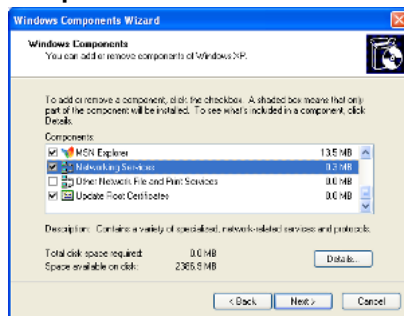 Windows Components Wizard
Windows Components
You can add or remove components of Windows XP.
To add or remove a component, click the checkbox. A shaded box means that only
part of the component will be installed. To see what's included in a component, click
Details.
Components:
MSN Explorer 13.5 MB
Networking Services 0.3 MB
Other Network File and Print Services 0.0 MB
Update Root Certificates 0.0 MB
Description: Contains a variety of specialized, network-related services and protocols.
Total disk space required: 0.0 MB
Space available on disk: MB
Details...
< Back
Next >
Cancel